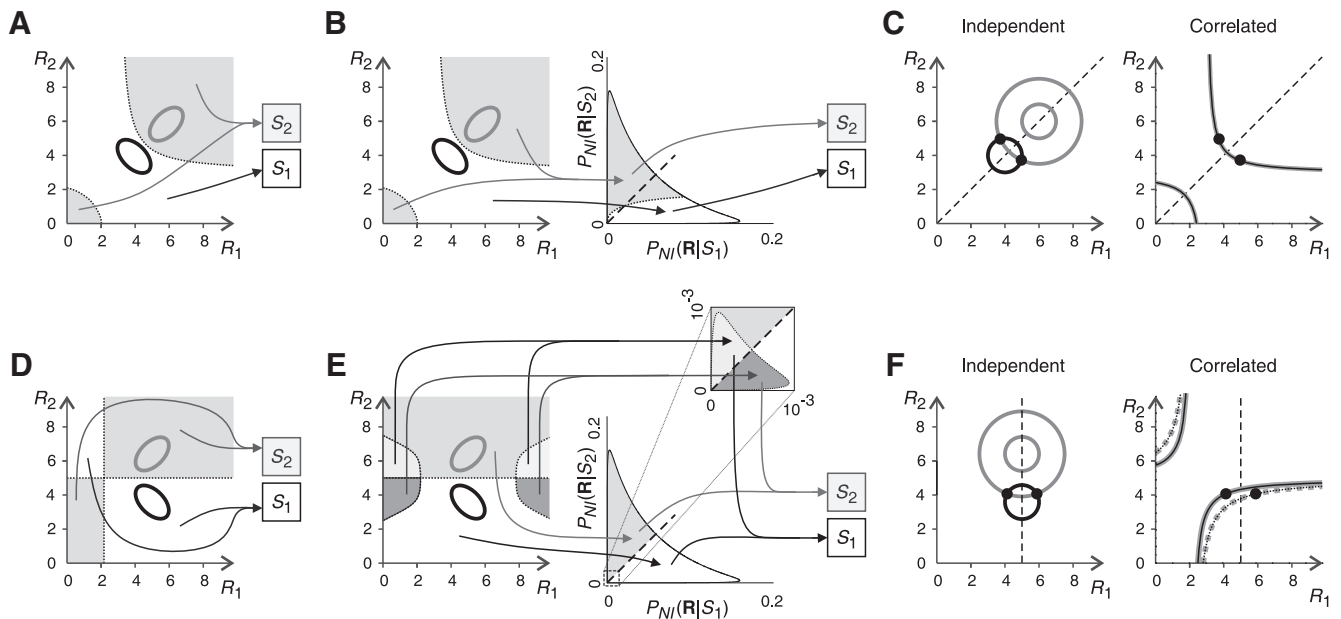 A
R2
8
6
4
2
0
0 2 4 6 8
R1
S2
S1
B
R2
8
6
4
2
0
0 2 4 6 8
R1
0.2
PNI(R|S2)
0
0 0.2
PNI(R|S1)
S2
S1
C
Independent
R2
8
6
4
2
0
0 2 4 6 8
R1
Correlated
R2
8
6
4
2
0
0 2 4 6 8
R1
D
R2
8
6
4
2
0
0 2 4 6 8
R1
S2
S1
E
R2
8
6
4
2
0
0 2 4 6 8
R1
10-3
0
0 10-3
0.2
PNI(R|S2)
0
0 0.2
PNI(R|S1)
S2
S1
F
Independent
R2
8
6
4
2
0
0 2 4 6 8
R1
Correlated
R2
8
6
4
2
0
0 2 4 6 8
R1